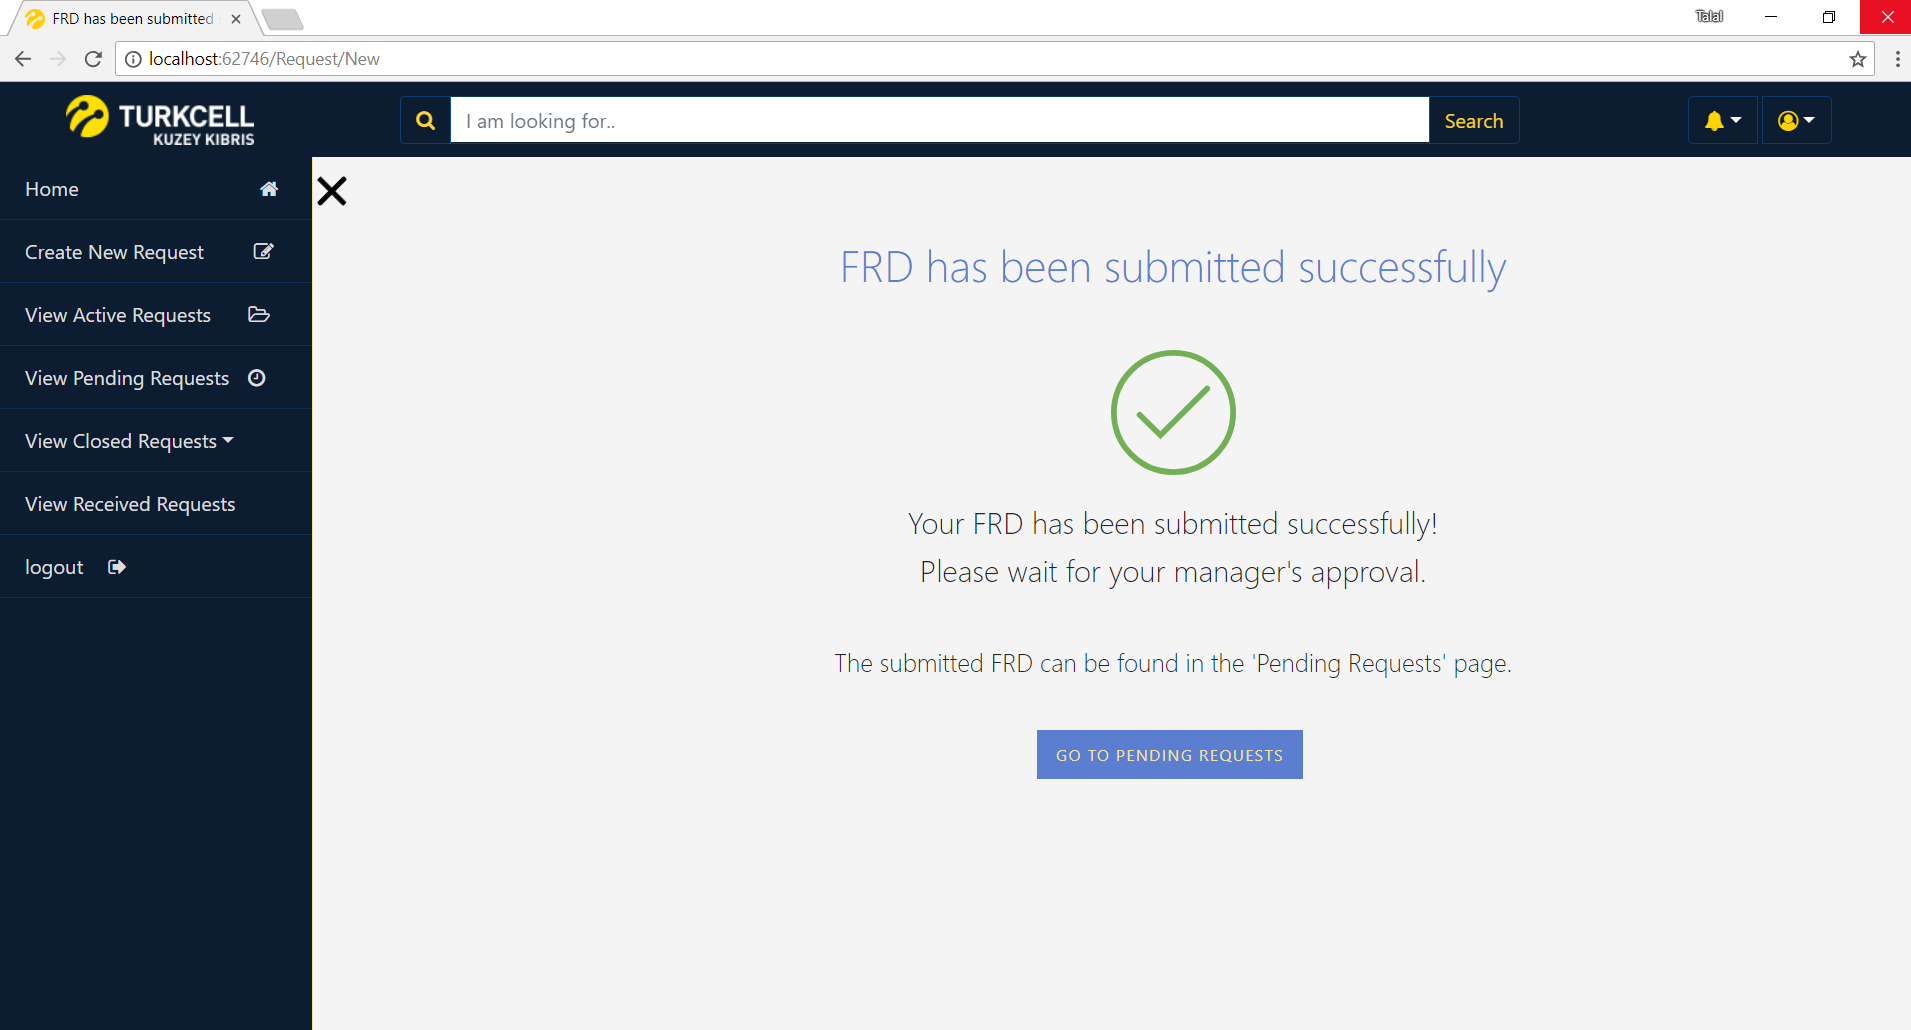 FRD has been submitted
Talal
localhost:62746/Request/New
TURKCELL
KUZEY KIBRIS
I am looking for..
Search
Home
Create New Request
View Active Requests
View Pending Requests
View Closed Requests
View Received Requests
logout
FRD has been submitted successfully
Your FRD has been submitted successfully!
Please wait for your manager's approval.
The submitted FRD can be found in the 'Pending Requests' page.
GO TO PENDING REQUESTS